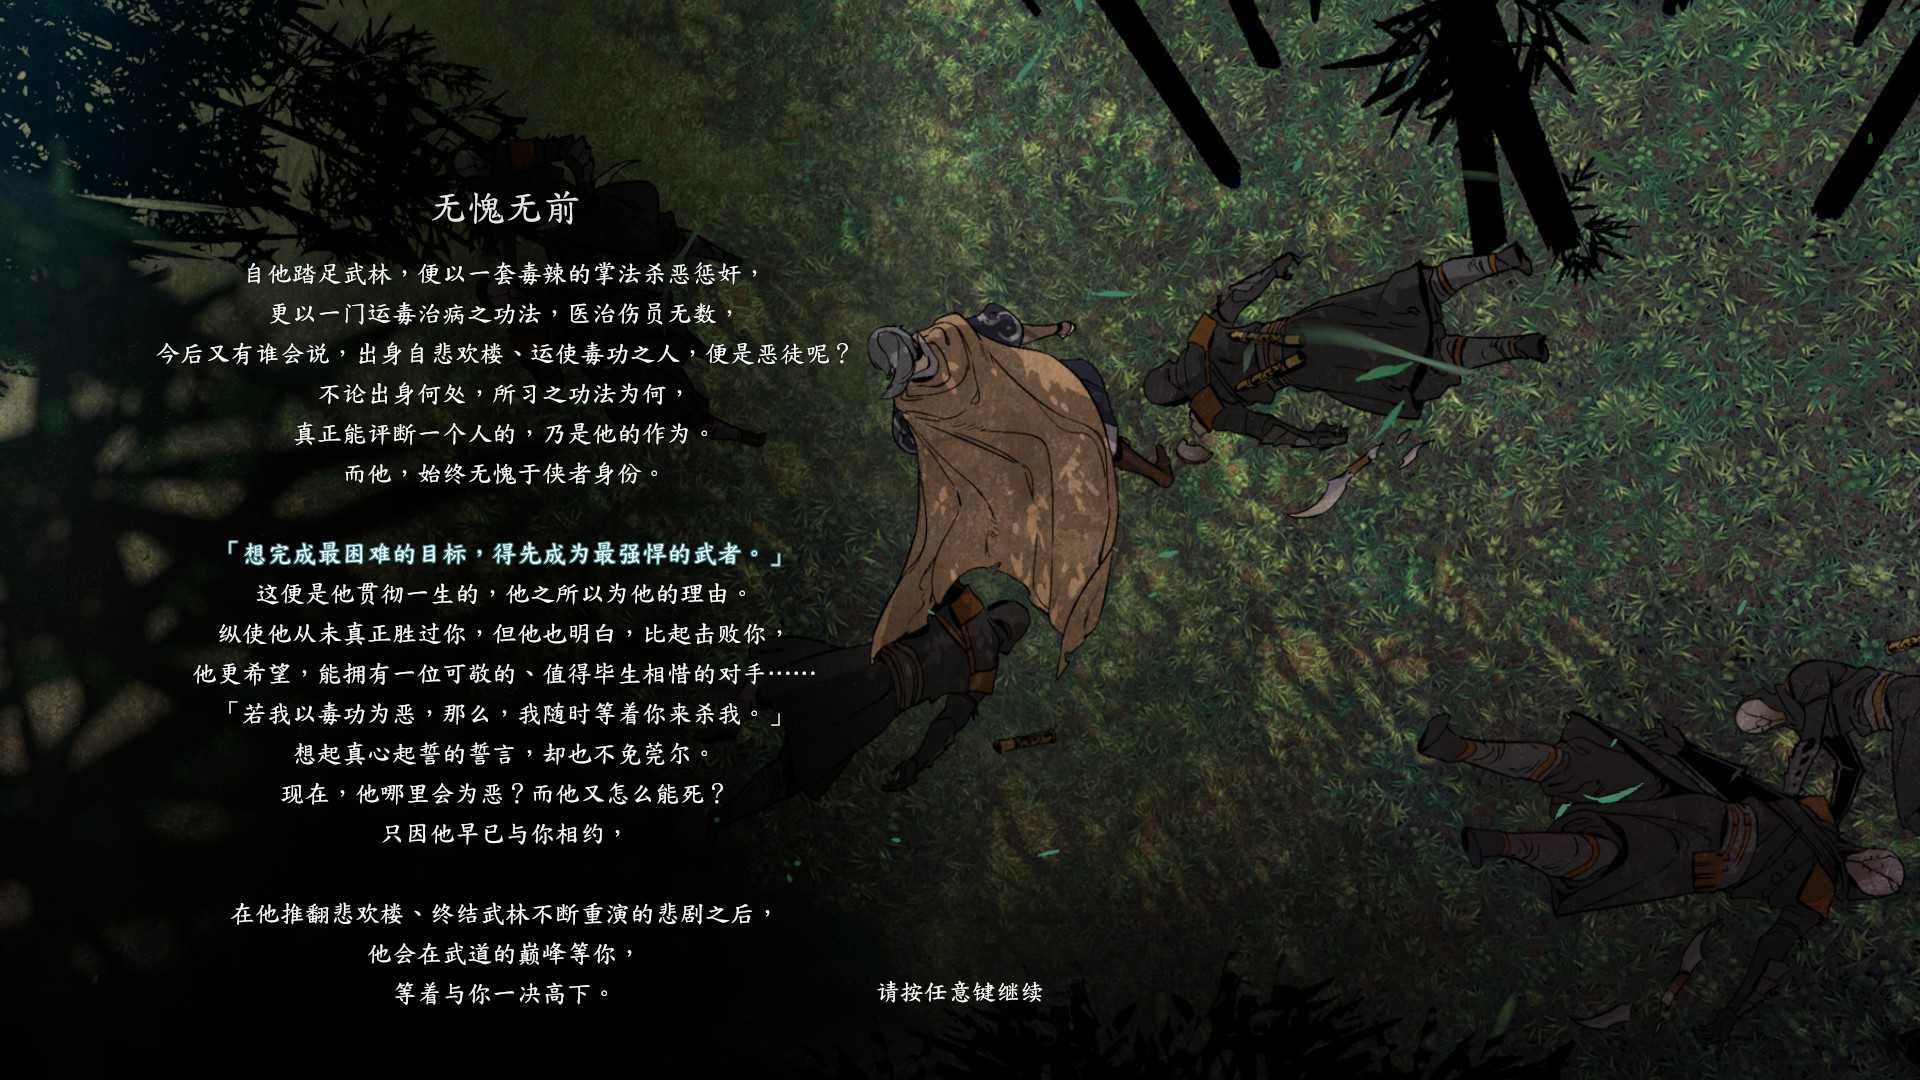 无愧无前
自他踏足武林，便以一套毒辣的掌法杀恶惩奸，
更以一门运毒治病之功法，医治伤员无数，
今后又有谁会说，出身自悲欢楼、运使毒功之人，便是恶徒呢？
不论出身何处，所习之功法为何，
真正能评断一个人的，乃是他的作为。
而他，始终无愧于侠者身份。
「想完成最困难的目标，得先成为最强悍的武者。」
这便是他贯彻一生的，他之所以为他的理由。
纵使他从未真正胜过你，但他也明白，比起击败你，
他更希望，能拥有一位可敬的、值得毕生相惜的对手……
「若我以毒功为恶，那么，我随时等着你来杀我。」
想起真心起誓的誓言，却也不免莞尔。
现在，他哪里会为恶？而他又怎么能死？
只因他早已与你相约，
在他推翻悲欢楼、终结武林不断重演的悲剧之后，
他会在武道的巅峰等你，
等着与你一决高下。
请按任意键继续